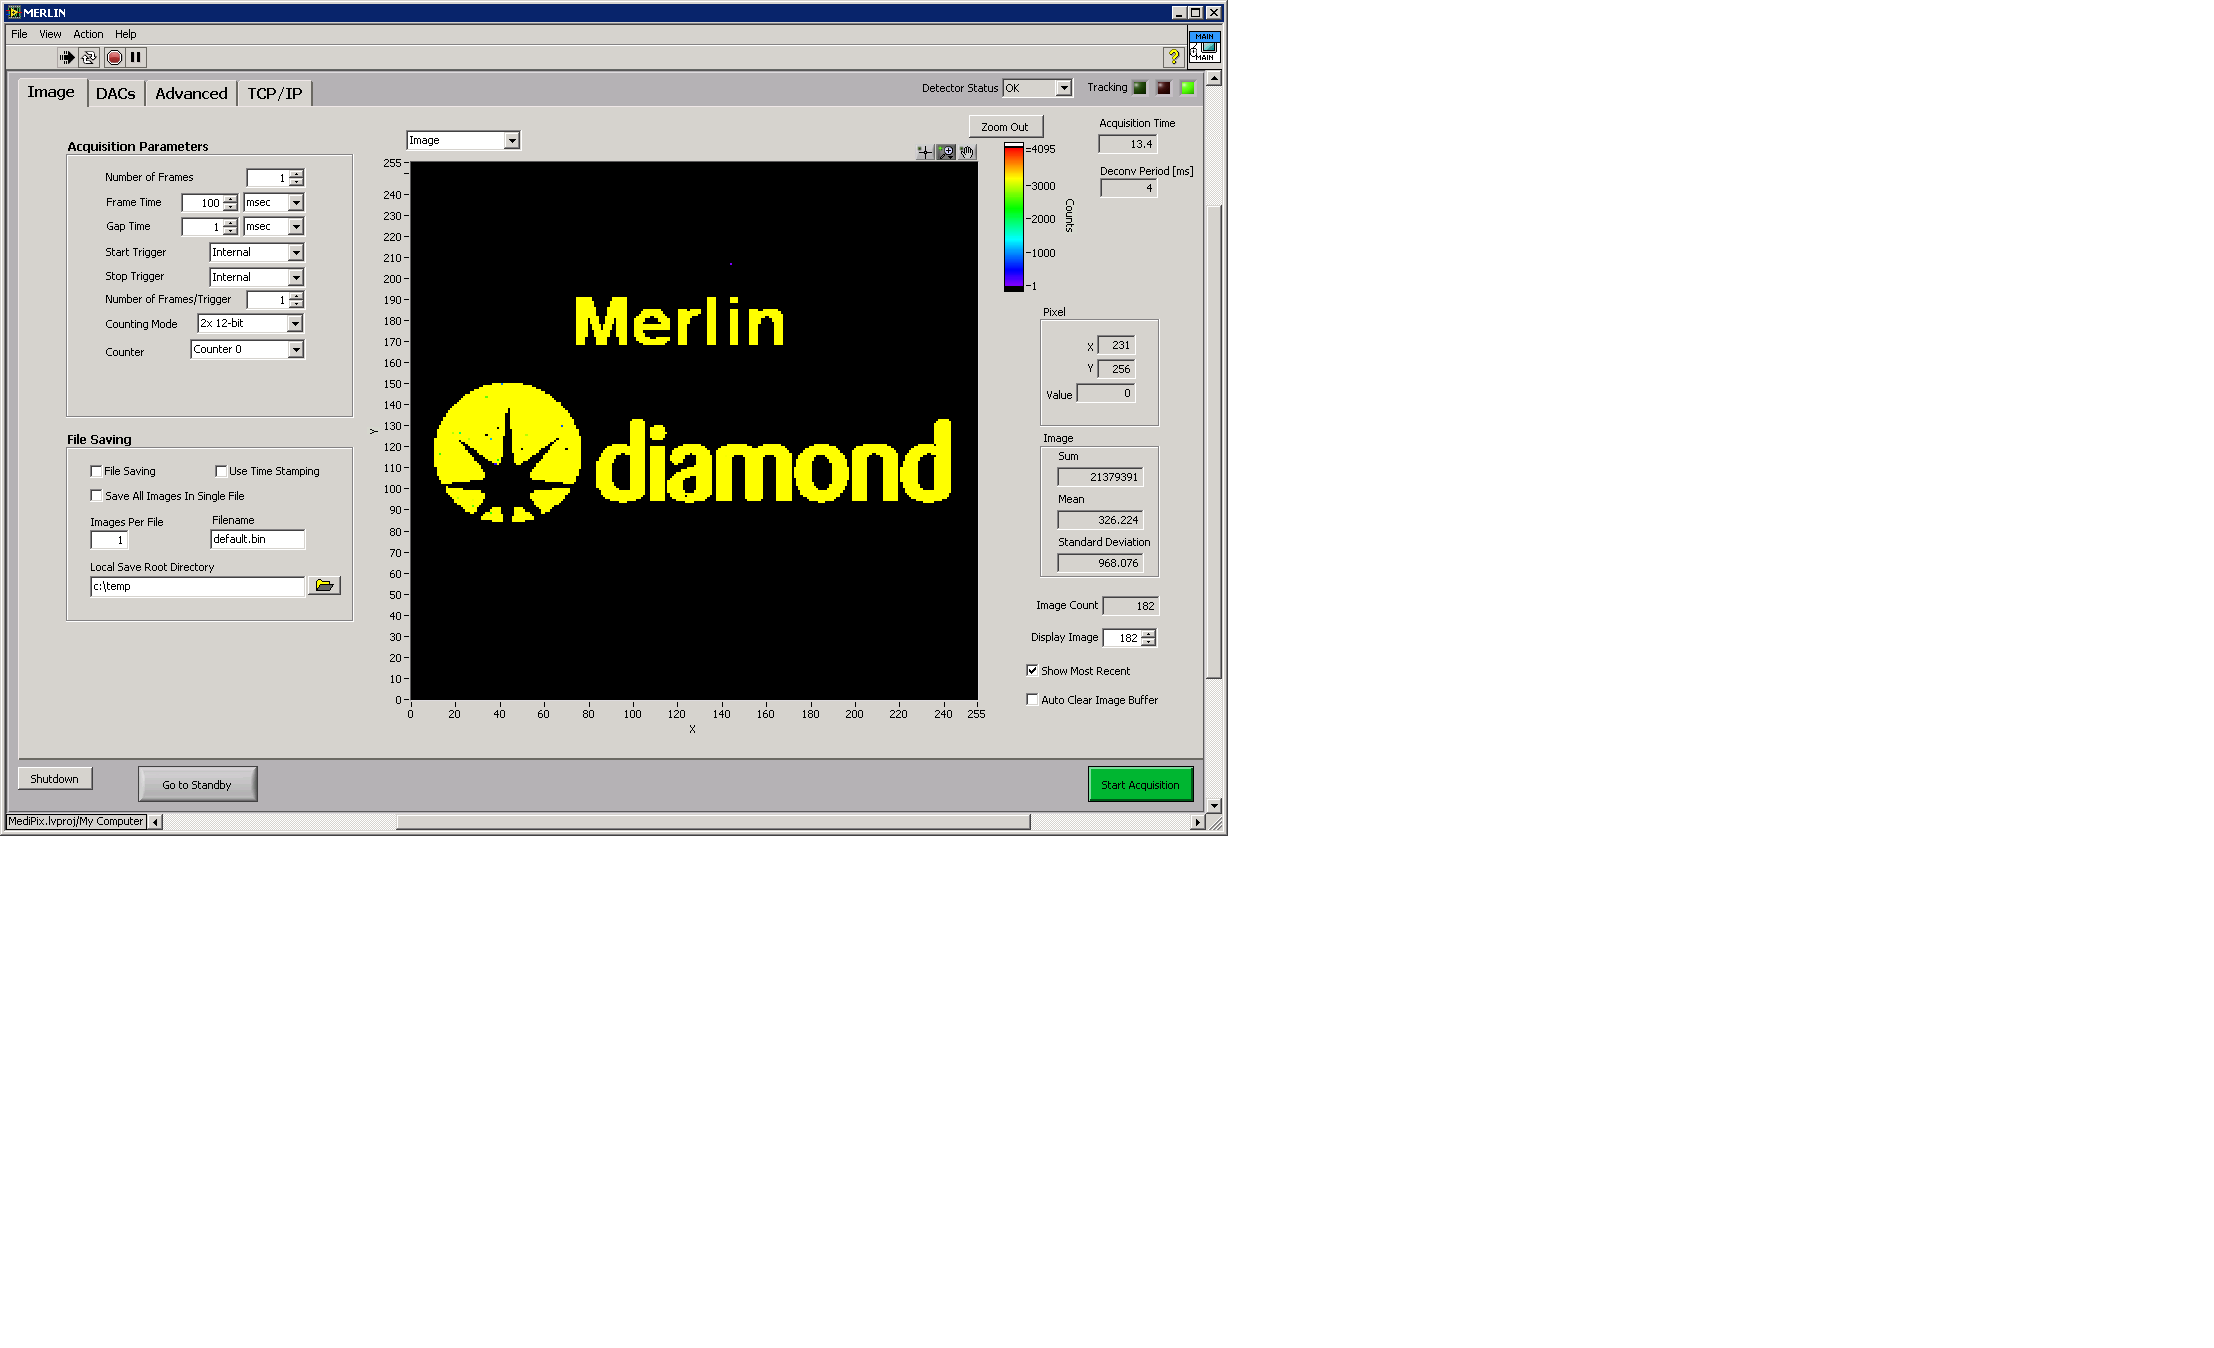 MERLIN
File View Action Help
MAIN
MAIN
Image DACs Advanced TCP/IP
Detector Status OK Tracking
Acquisition Parameters
Number of Frames 1
Frame Time 100 msec
Gap Time 1 msec
Start Trigger Internal
Stop Trigger Internal
Number of Frames/Trigger 1
Counting Mode 2x 12-bit
Counter Counter 0
File Saving
File Saving Use Time Stamping
Save All Images In Single File
Images Per File Filename
1 default.bin
Local Save Root Directory
c:\temp
Image
Zoom Out
255
240
230
220
210
200
190
180
170
160
150
140
130
120
110
100
90
80
70
60
50
40
30
20
10
0
Y
Merlin
diamond
0 20 40 60 80 100 120 140 160 180 200 220 240 255
X
4095
3000
2000
1000
1
Counts
Acquisition Time
13.4
Deconv Period [ms]
4
Pixel
X 231
Y 256
Value 0
Image
Sum
21379391
Mean
326.224
Standard Deviation
968.076
Image Count 182
Display Image 182
Show Most Recent
Auto Clear Image Buffer
Shutdown Go to Standby Start Acquisition
MediPix.lvproj/My Computer